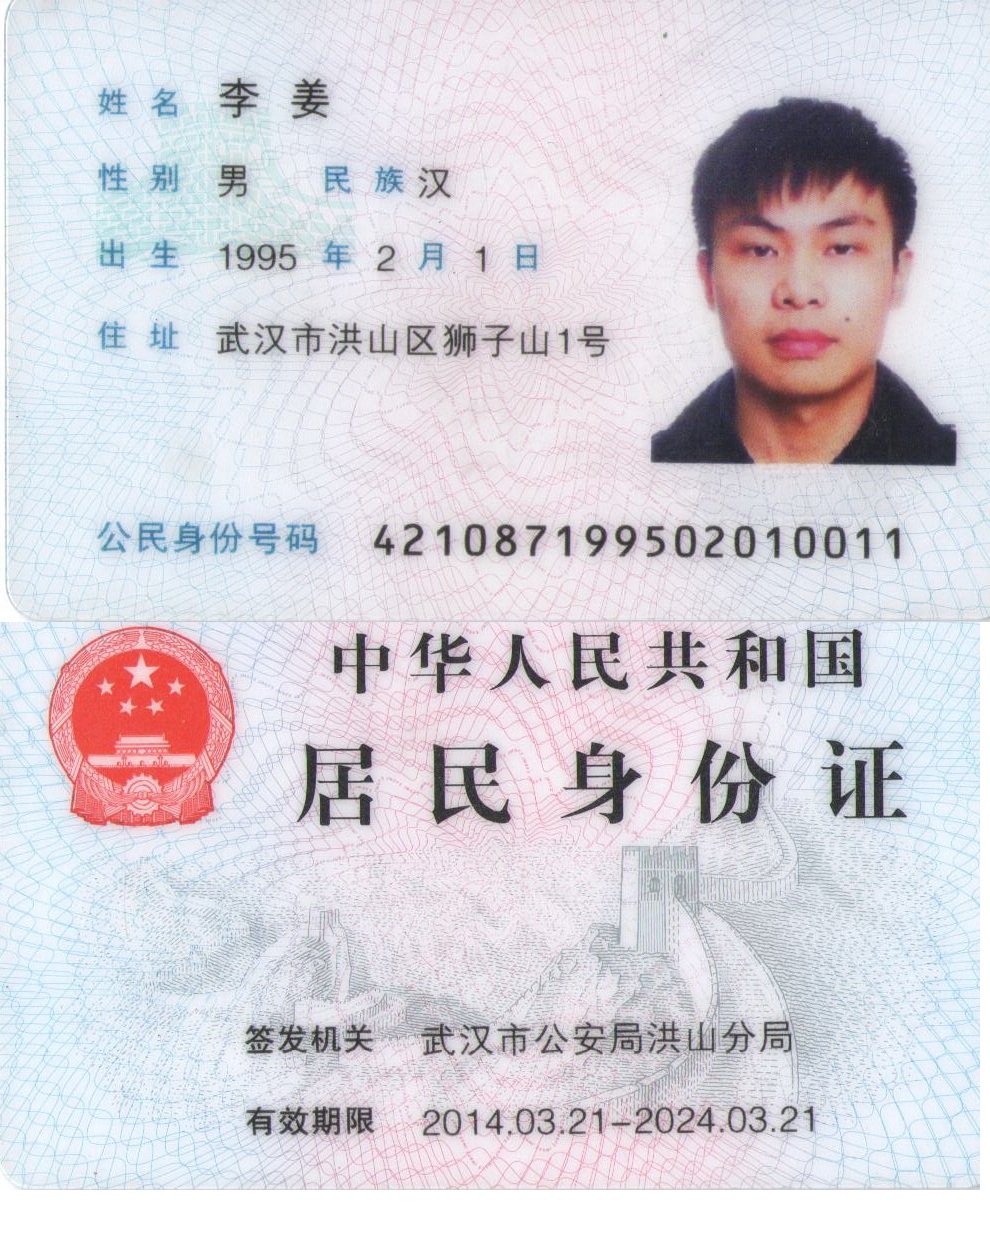 姓名 李姜
性别 男 民族 汉
出生 1995 年 2 月 1 日
住址 武汉市洪山区狮子山1号
公民身份号码 421087199502010011
中华人民共和国
居民身份证
签发机关 武汉市公安局洪山分局
有效期限 2014.03.21-2024.03.21